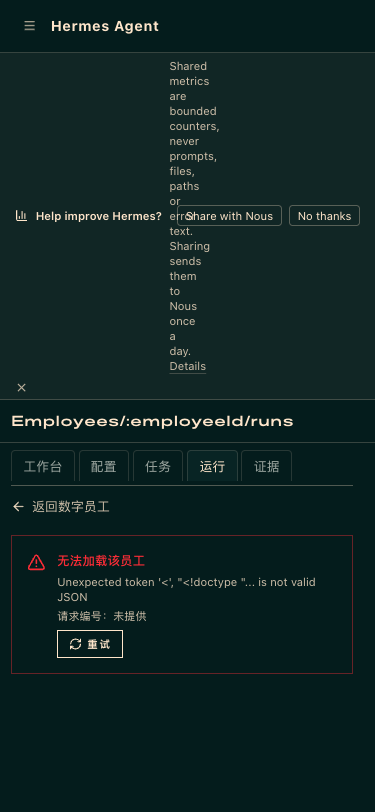 Hermes Agent
Shared
metrics
are
bounded
counters,
never
prompts,
files,
paths
or
error
text.
Sharing
sends
them
to
Nous
once
a
day.
Details
Help improve Hermes?
Share with Nous
No thanks
Employees/:employeeId/runs
工作台
配置
任务
运行
证据
返回数字员工
无法加载该员工
Unexpected token '<', "<!doctype "... is not valid
JSON
请求编号：未提供
重试